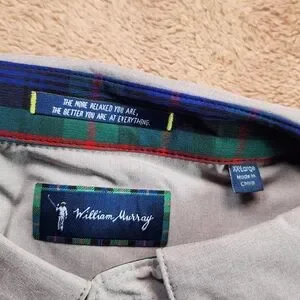 THE MORE RELAXED YOU ARE,
THE BETTER YOU ARE AT EVERYTHING.
XXLarge
Made in
China
William Murray